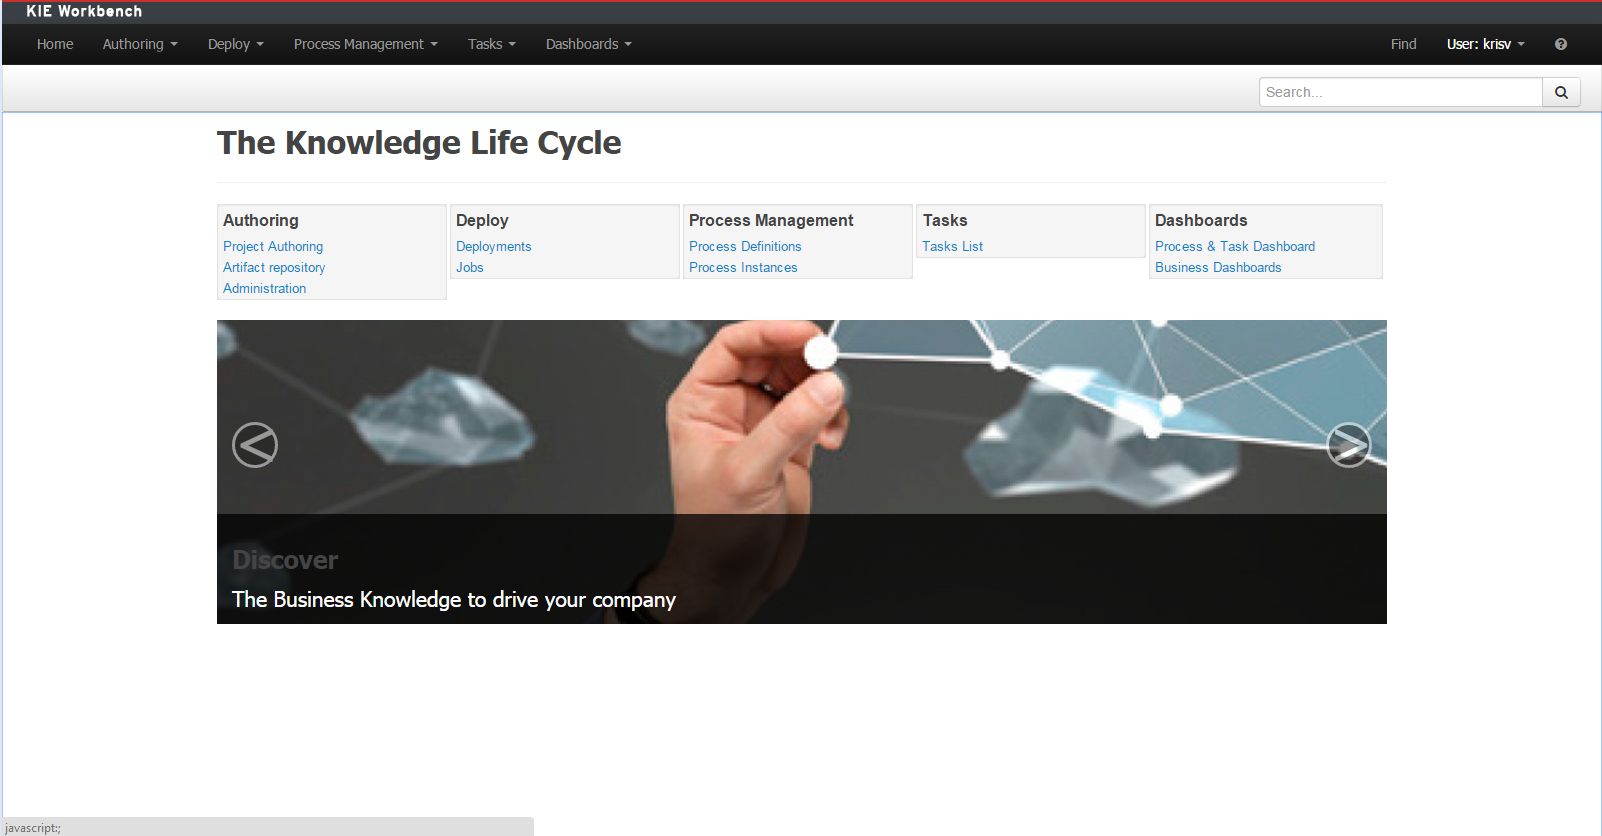 KIE Workbench
Home Authoring Deploy Process Management Tasks Dashboards Find User: krisv
Search...
The Knowledge Life Cycle
Authoring Deploy Process Management Tasks Dashboards
Project Authoring Deployments Process Definitions Tasks List Process & Task Dashboard
Artifact repository Jobs Process Instances Business Dashboards
Administration
Discover
The Business Knowledge to drive your company
javascript:;